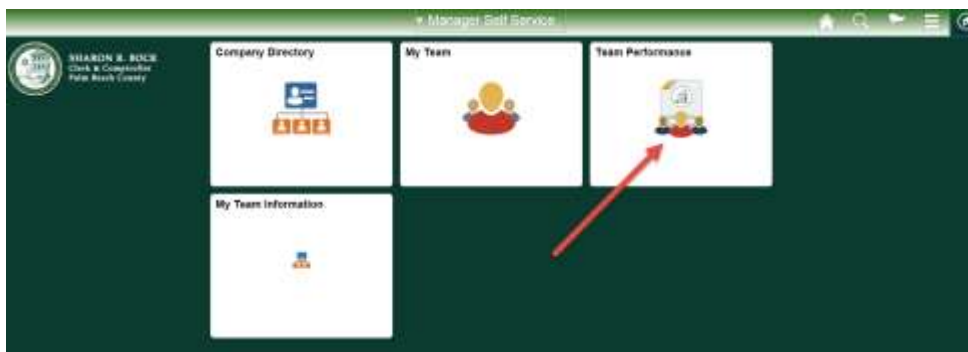 ▾ Manager Self Service
SHARON R. BOCK
Clerk & Comptroller
Palm Beach County
Company Directory
My Team
Team Performance
My Team Information